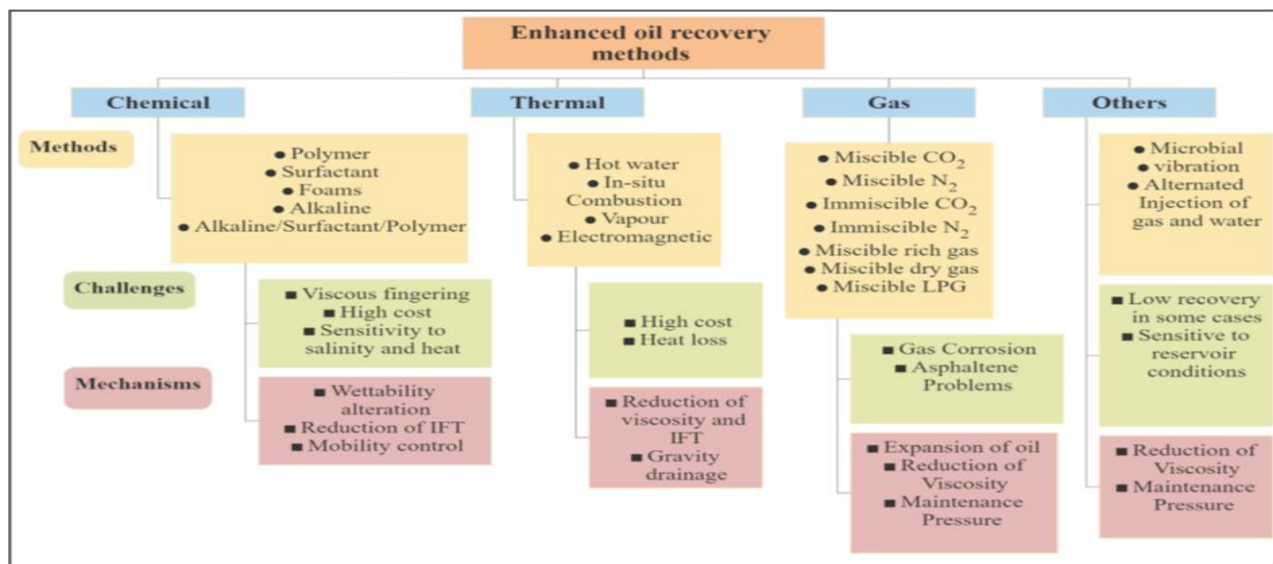 Enhanced oil recovery
methods
Chemical
Thermal
Gas
Others
Methods
● Polymer
● Surfactant
● Foams
● Alkaline
● Alkaline/Surfactant/Polymer
● Hot water
● In-situ
Combustion
● Vapour
● Electromagnetic
● Miscible CO₂
● Miscible N₂
● Immiscible CO₂
● Immiscible N₂
● Miscible rich gas
● Miscible dry gas
● Miscible LPG
● Microbial
● vibration
● Alternated
Injection of
gas and water
Challenges
■ Viscous fingering
■ High cost
■ Sensitivity to
salinity and heat
■ High cost
■ Heat loss
■ Gas Corrosion
■ Asphaltene
Problems
■ Low recovery
in some cases
■ Sensitive to
reservoir
conditions
Mechanisms
■ Wettability
alteration
■ Reduction of IFT
■ Mobility control
■ Reduction of
viscosity and
IFT
■ Gravity
drainage
■ Expansion of oil
■ Reduction of
Viscosity
■ Maintenance
Pressure
■ Reduction of
Viscosity
■ Maintenance
Pressure